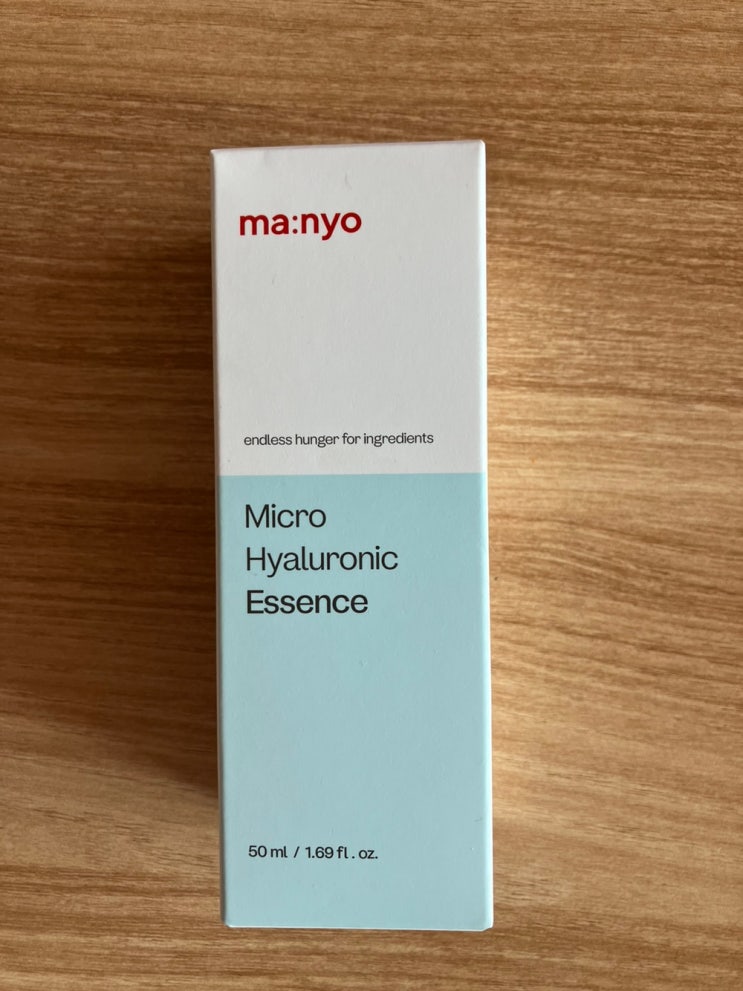 ma:nyo
endless hunger for ingredients
Micro
Hyaluronic
Essence
50 ml / 1.69 fl. oz.